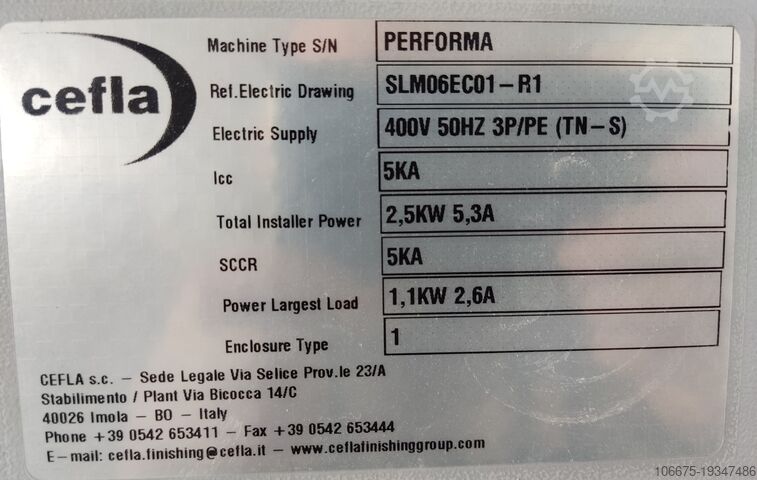 cefla
Machine Type S/N PERFORMA
Ref.Electric Drawing SLM06EC01-R1
Electric Supply 400V 50HZ 3P/PE (TN-S)
Icc 5KA
Total Installer Power 2,5KW 5,3A
SCCR 5KA
Power Largest Load 1,1KW 2,6A
Enclosure Type 1
CEFLA s.c. - Sede Legale Via Selice Prov.le 23/A
Stabilimento / Plant Via Bicocca 14/C
40026 Imola - BO - Italy
Phone +39 0542 653411 - Fax +39 0542 653444
E-mail: cefla.finishing@cefla.it - www.ceflafinishinggroup.com
106675-19347486